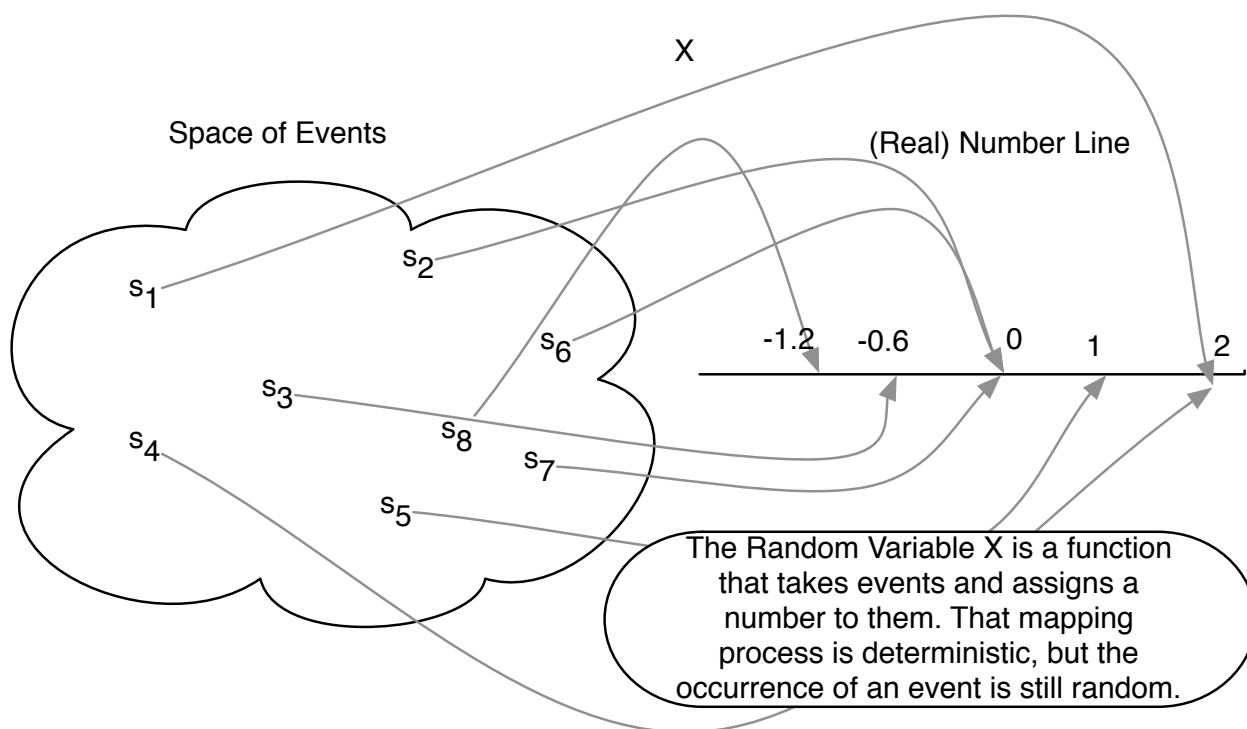 X
Space of Events
(Real) Number Line
s2
s1
s6
-1.2 -0.6 0 1 2
s3
s8
s4
s7
s5
The Random Variable X is a function
that takes events and assigns a
number to them. That mapping
process is deterministic, but the
occurrence of an event is still random.